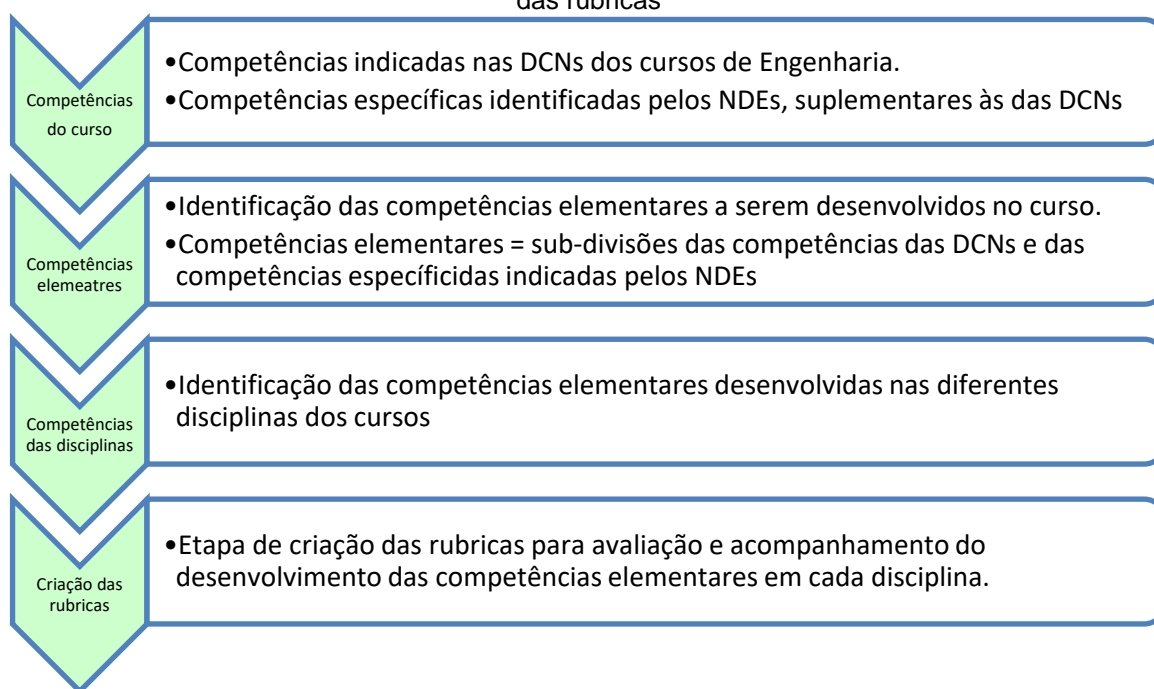 das rubricas
Competências
do curso
•Competências indicadas nas DCNs dos cursos de Engenharia.
•Competências específicas identificadas pelos NDEs, suplementares às das DCNs
Competências
elemeatres
•Identificação das competências elementares a serem desenvolvidos no curso.
•Competências elementares = sub-divisões das competências das DCNs e das
competências específicidas indicadas pelos NDEs
Competências
das disciplinas
•Identificação das competências elementares desenvolvidas nas diferentes
disciplina dos cursos
Criação das
rubricas
•Etapa de criação das rubricas para avaliação e acompanhamento do
desenvolvimento das competências elementares em cada disciplina.